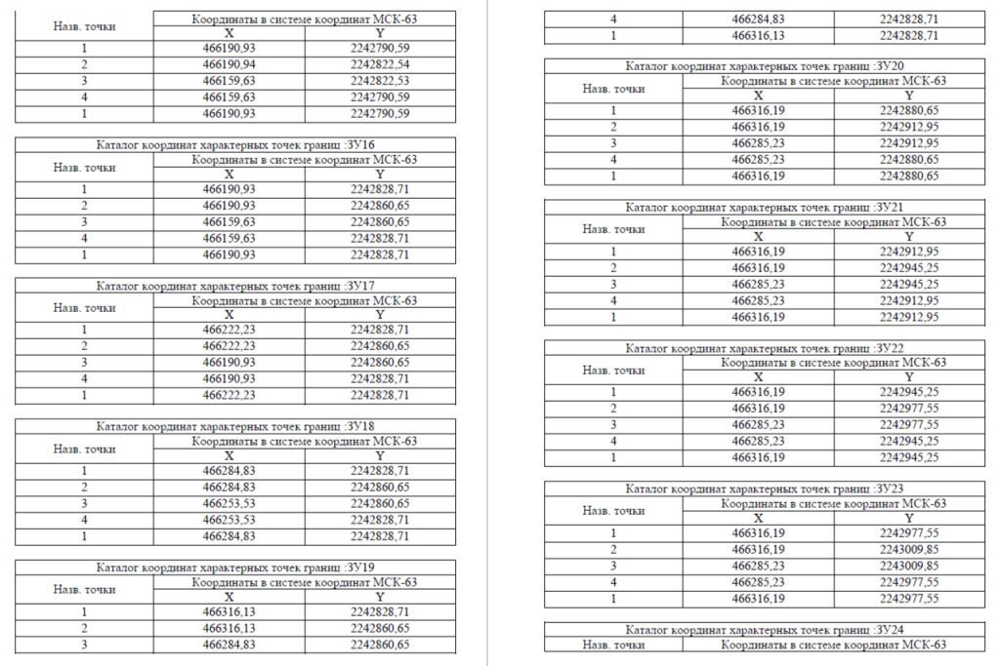 Назв. точки Координаты в системе координат МСК-63
X Y
1 466190,93 2242790,59
2 466190,94 2242822,54
3 466159,63 2242822,53
4 466159,63 2242790,59
1 466190,93 2242790,59
Каталог координат характерных точек границ :ЗУ16
Назв. точки Координаты в системе координат МСК-63
X Y
1 466190,93 2242828,71
2 466190,93 2242860,65
3 466159,63 2242860,65
4 466159,63 2242828,71
1 466190,93 2242828,71
Каталог координат характерных точек границ :ЗУ17
Назв. точки Координаты в системе координат МСК-63
X Y
1 466222,23 2242828,71
2 466222,23 2242860,65
3 466190,93 2242860,65
4 466190,93 2242828,71
1 466222,23 2242828,71
Каталог координат характерных точек границ :ЗУ18
Назв. точки Координаты в системе координат МСК-63
X Y
1 466284,83 2242828,71
2 466284,83 2242860,65
3 466253,53 2242860,65
4 466253,53 2242828,71
1 466284,83 2242828,71
Каталог координат характерных точек границ :ЗУ19
Назв. точки Координаты в системе координат МСК-63
X Y
1 466316,13 2242828,71
2 466316,13 2242860,65
3 466284,83 2242860,65
4 466284,83 2242828,71
1 466316,13 2242828,71
Каталог координат характерных точек границ :ЗУ20
Назв. точки Координаты в системе координат МСК-63
X Y
1 466316,19 2242880,65
2 466316,19 2242912,95
3 466285,23 2242912,95
4 466285,23 2242880,65
1 466316,19 2242880,65
Каталог координат характерных точек границ :ЗУ21
Назв. точки Координаты в системе координат МСК-63
X Y
1 466316,19 2242912,95
2 466316,19 2242945,25
3 466285,23 2242945,25
4 466285,23 2242912,95
1 466316,19 2242912,95
Каталог координат характерных точек границ :ЗУ22
Назв. точки Координаты в системе координат МСК-63
X Y
1 466316,19 2242945,25
2 466316,19 2242977,55
3 466285,23 2242977,55
4 466285,23 2242945,25
1 466316,19 2242945,25
Каталог координат характерных точек границ :ЗУ23
Назв. точки Координаты в системе координат МСК-63
X Y
1 466316,19 2242977,55
2 466316,19 2243009,85
3 466285,23 2243009,85
4 466285,23 2242977,55
1 466316,19 2242977,55
Каталог координат характерных точек границ :ЗУ24
Назв. точки Координаты в системе координат МСК-63